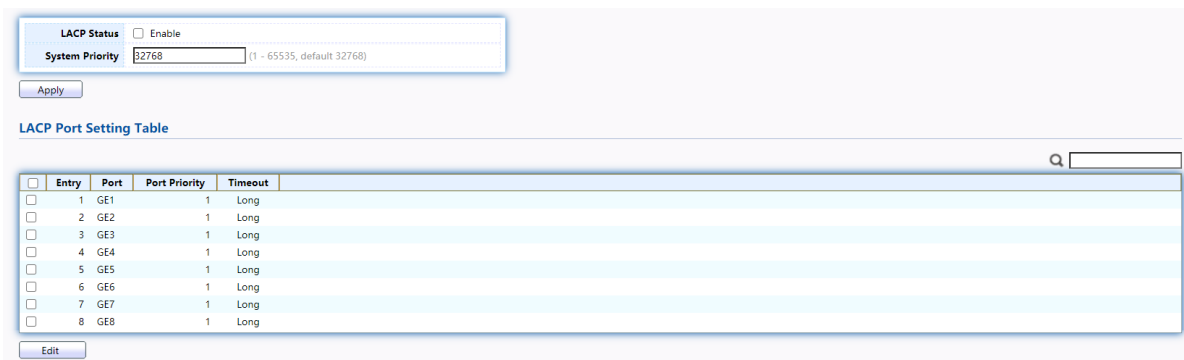 LACP Status Enable
System Priority 32768 (1 - 65535, default 32768)
Apply
LACP Port Setting Table
Entry Port Port Priority Timeout
1 GE1 1 Long
2 GE2 1 Long
3 GE3 1 Long
4 GE4 1 Long
5 GE5 1 Long
6 GE6 1 Long
7 GE7 1 Long
8 GE8 1 Long
Edit